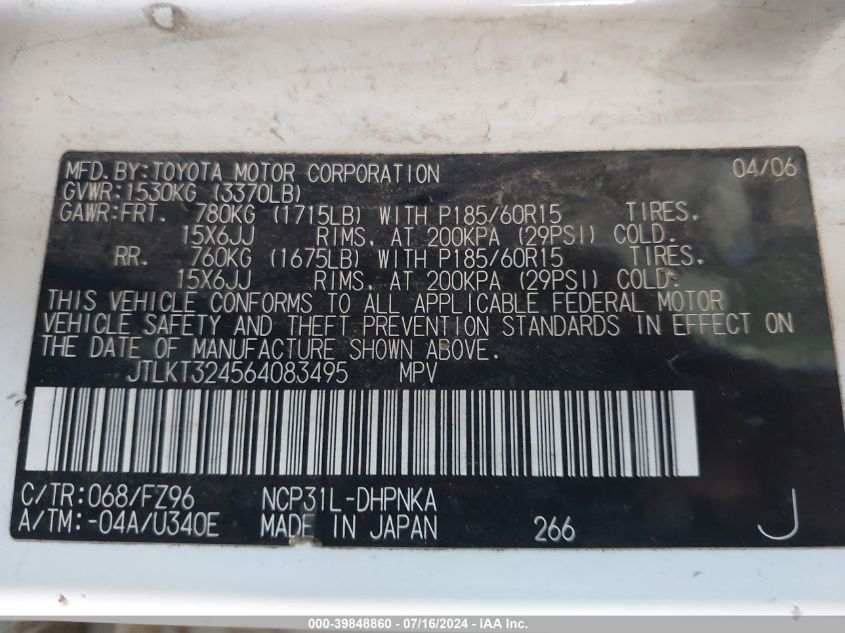 MFD. BY: TOYOTA MOTOR CORPORATION 04/06
GVWR: 1530KG (3370LB)
GAWR: FRT. 780KG (1715LB) WITH P185/60R15 TIRES.
15X6JJ RIMS, AT 200KPA (29PSI) COLD.
RR. 760KG (1675LB) WITH P185/60R15 TIRES.
15X6JJ RIMS, AT 200KPA (29PSI) COLD.
THIS VEHICLE CONFORMS TO ALL APPLICABLE FEDERAL MOTOR
VEHICLE SAFETY AND THEFT PREVENTION STANDARDS IN EFFECT ON
THE DATE OF MANUFACTURE SHOWN ABOVE.
JTLKT324564083495 MPV
C/TR: 068/FZ96 NCP31L-DHPNKA
A/TM: -04A/U340E MADE IN JAPAN 266 J
000-39848860 - 07/16/2024 - IAA Inc.